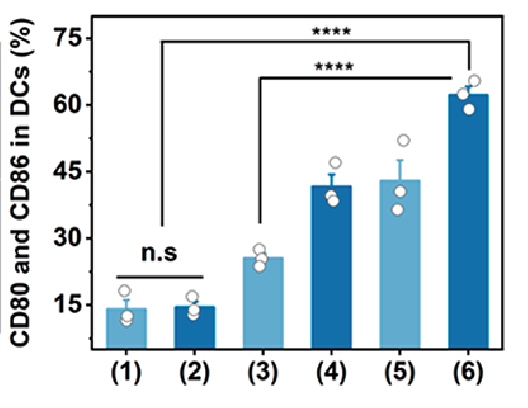 CD80 and CD86 in DCs (%)
75
60
45
30
15
****
****
n.s
(1) (2) (3) (4) (5) (6)